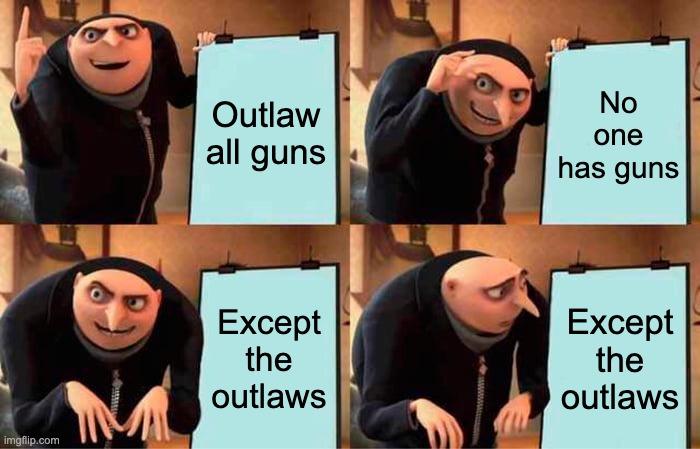 Outlaw
all guns
No
one
has guns
Except
the
outlaws
Except
the
outlaws
imgflip.com